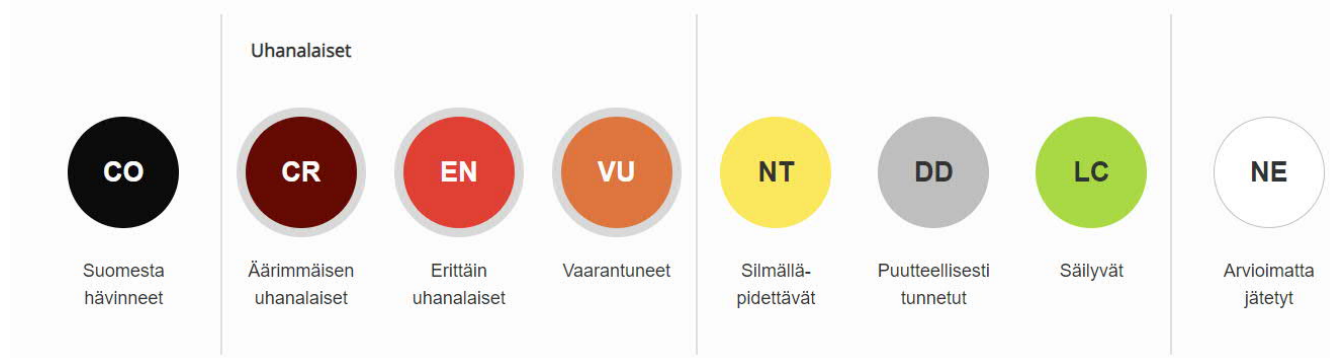 Uhanalaiset
CO
CR
EN
VU
NT
DD
LC
NE
Suomesta
hävinneet
Äärimmäisen
uhanalaiset
Erittäin
uhanalaiset
Vaarantuneet
Silmällä-
pidettävät
Puutteellisesti
tunnetut
Säilyvät
Arvioimatta
jätetyt